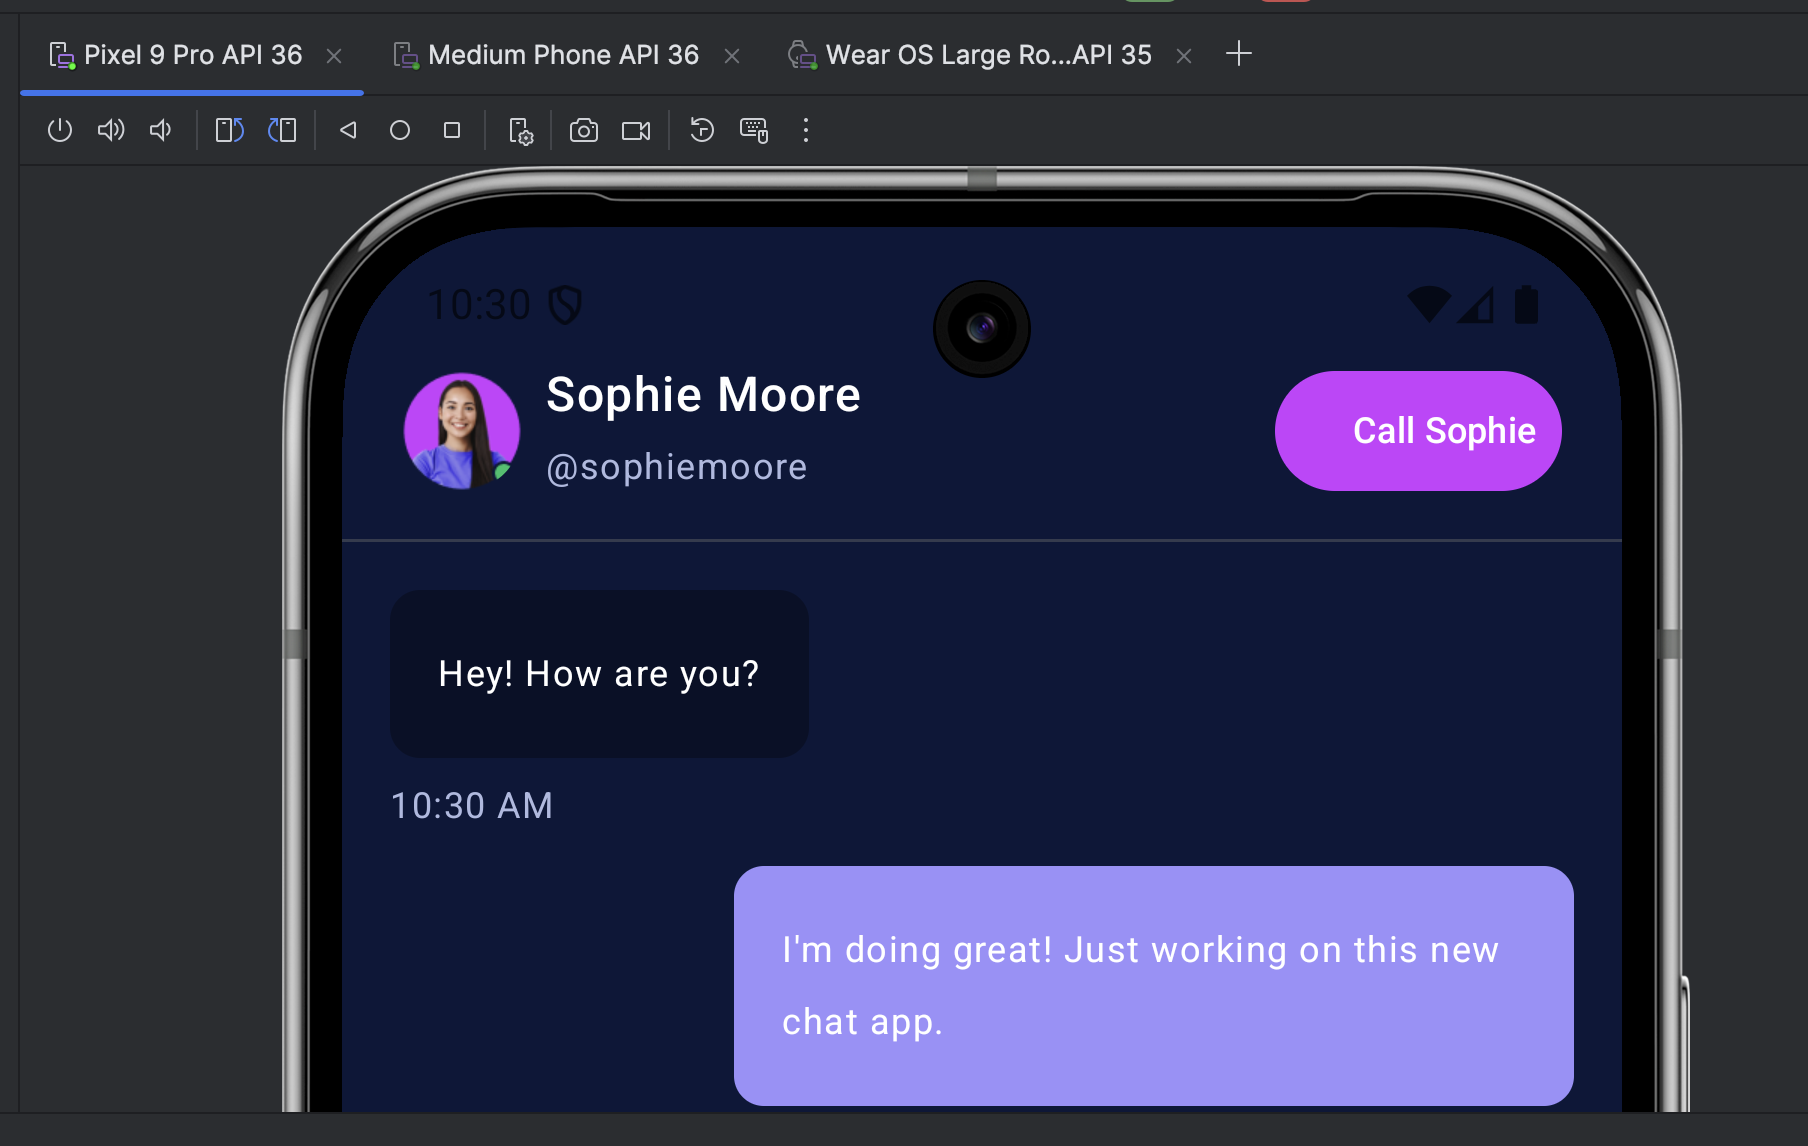 Pixel 9 Pro API 36
Medium Phone API 36
Wear OS Large Ro...API 35
10:30
Sophie Moore
@sophiemoore
Call Sophie
Hey! How are you?
10:30 AM
I'm doing great! Just working on this new
chat app.